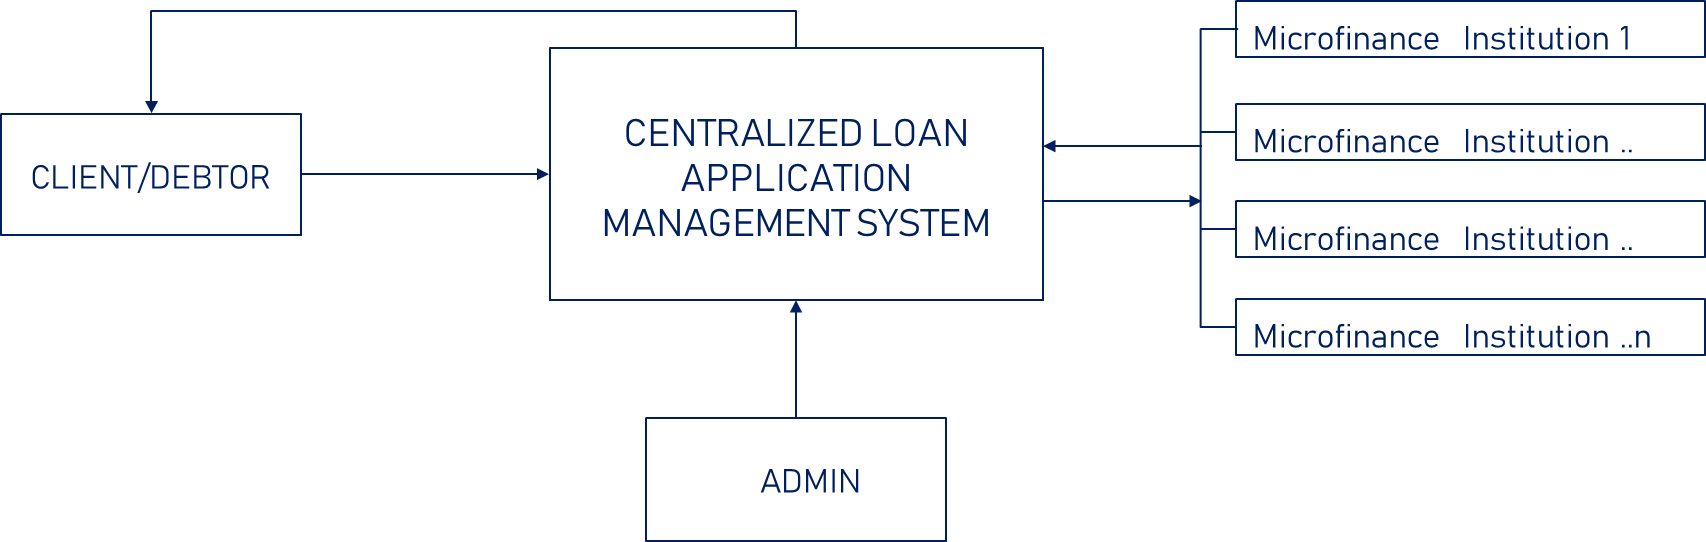 Microfinance Institution 1
CENTRALIZED LOAN
APPLICATION
MANAGEMENT SYSTEM
Microfinance Institution ..
CLIENT/DEBTOR
Microfinance Institution ..
Microfinance Institution ..n
ADMIN